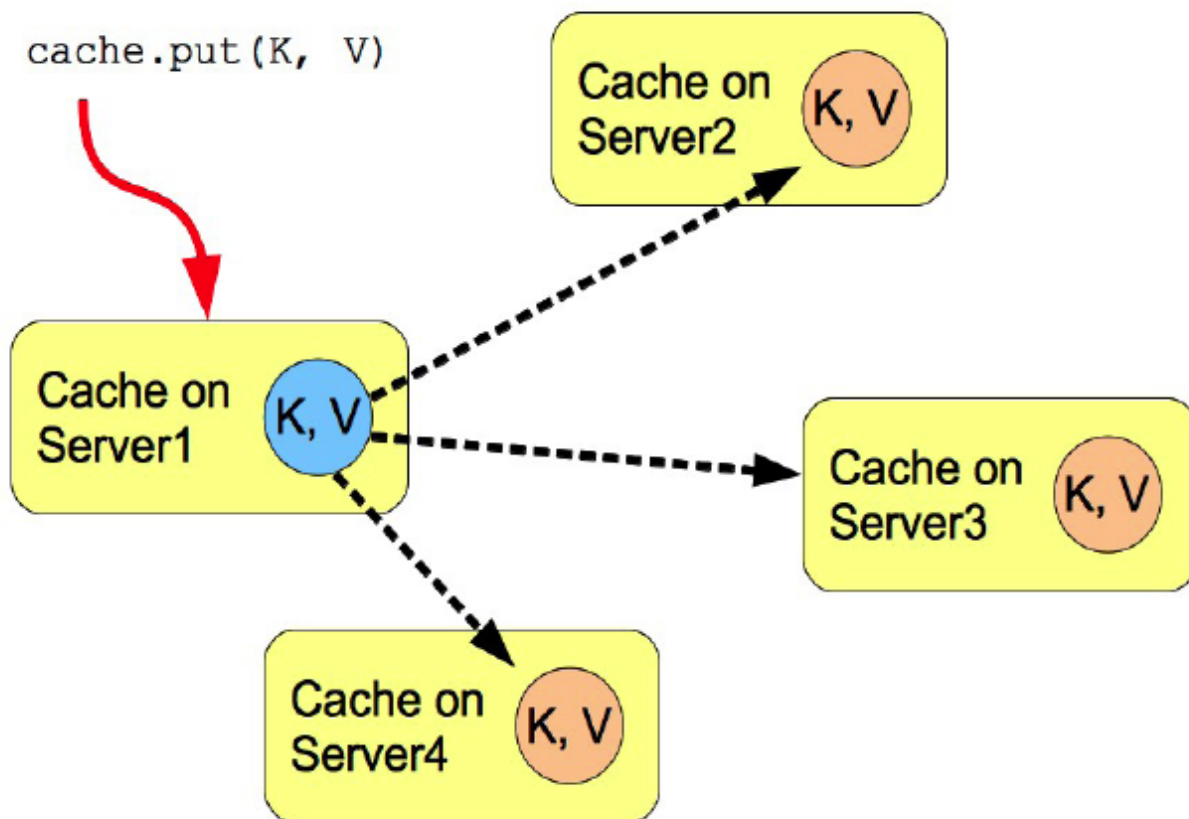 cache.put(K, V)
Cache on
Server2
K, V
Cache on
Server1
K, V
Cache on
Server3
K, V
Cache on
Server4
K, V